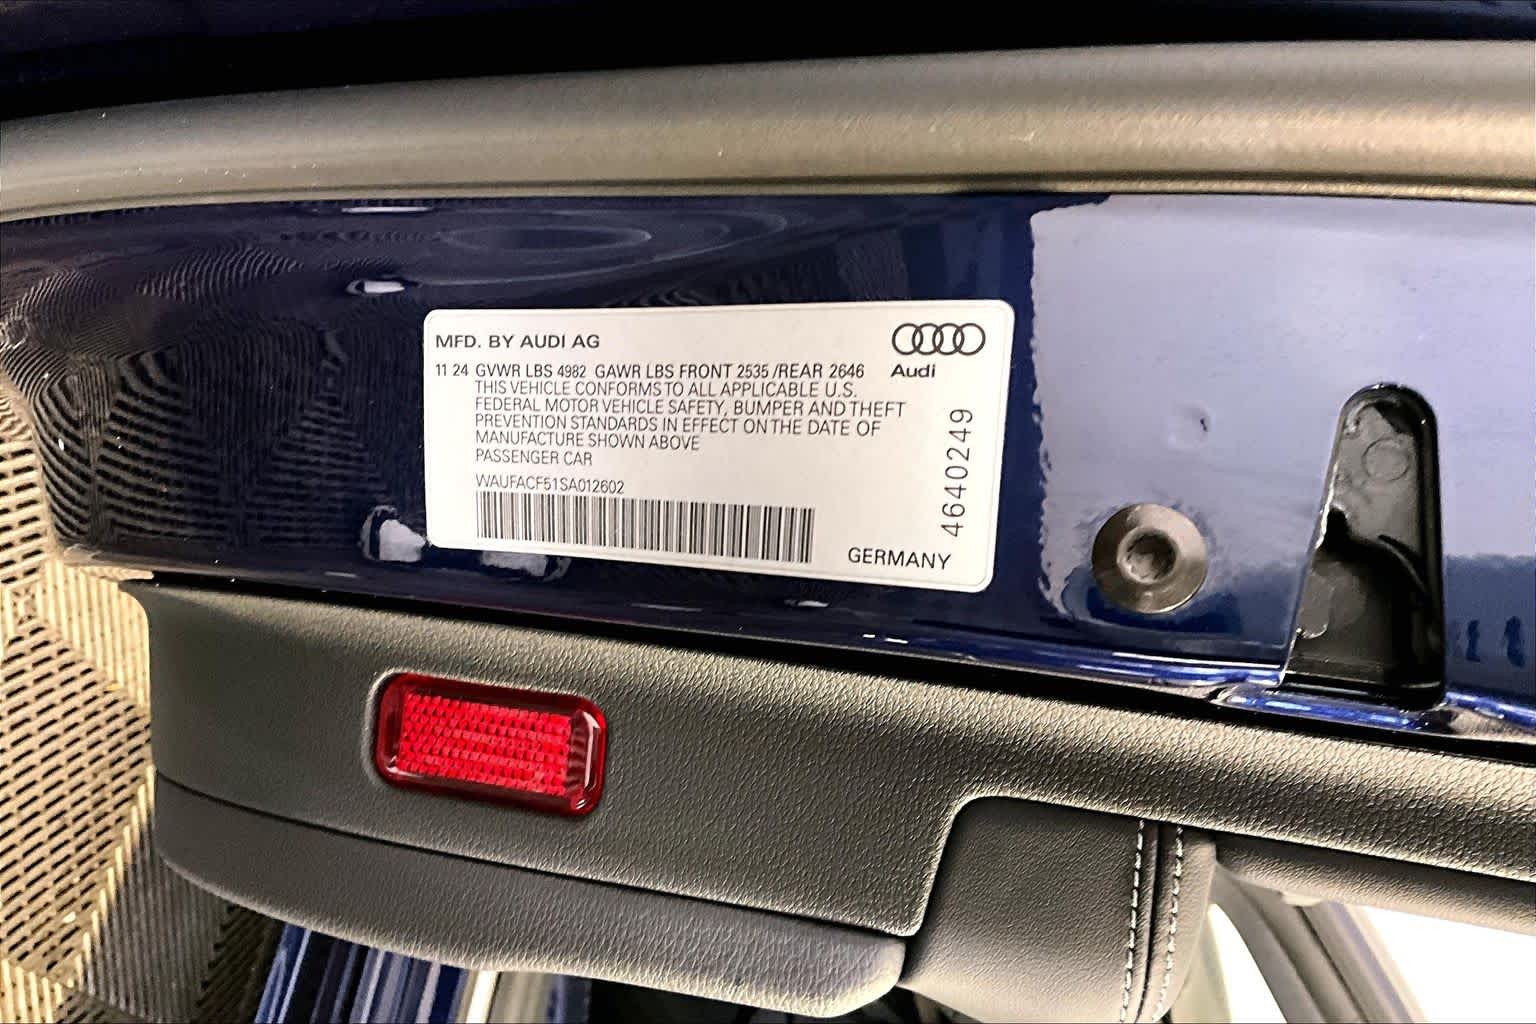 MFD. BY AUDI AG
11 24 GVWR LBS 4982 GAWR LBS FRONT 2535 /REAR 2646
THIS VEHICLE CONFORMS TO ALL APPLICABLE U.S.
FEDERAL MOTOR VEHICLE SAFETY, BUMPER AND THEFT
PREVENTION STANDARDS IN EFFECT ON THE DATE OF
MANUFACTURE SHOWN ABOVE
PASSENGER CAR
WAUFACF51SA012602
Audi
4640249
GERMANY